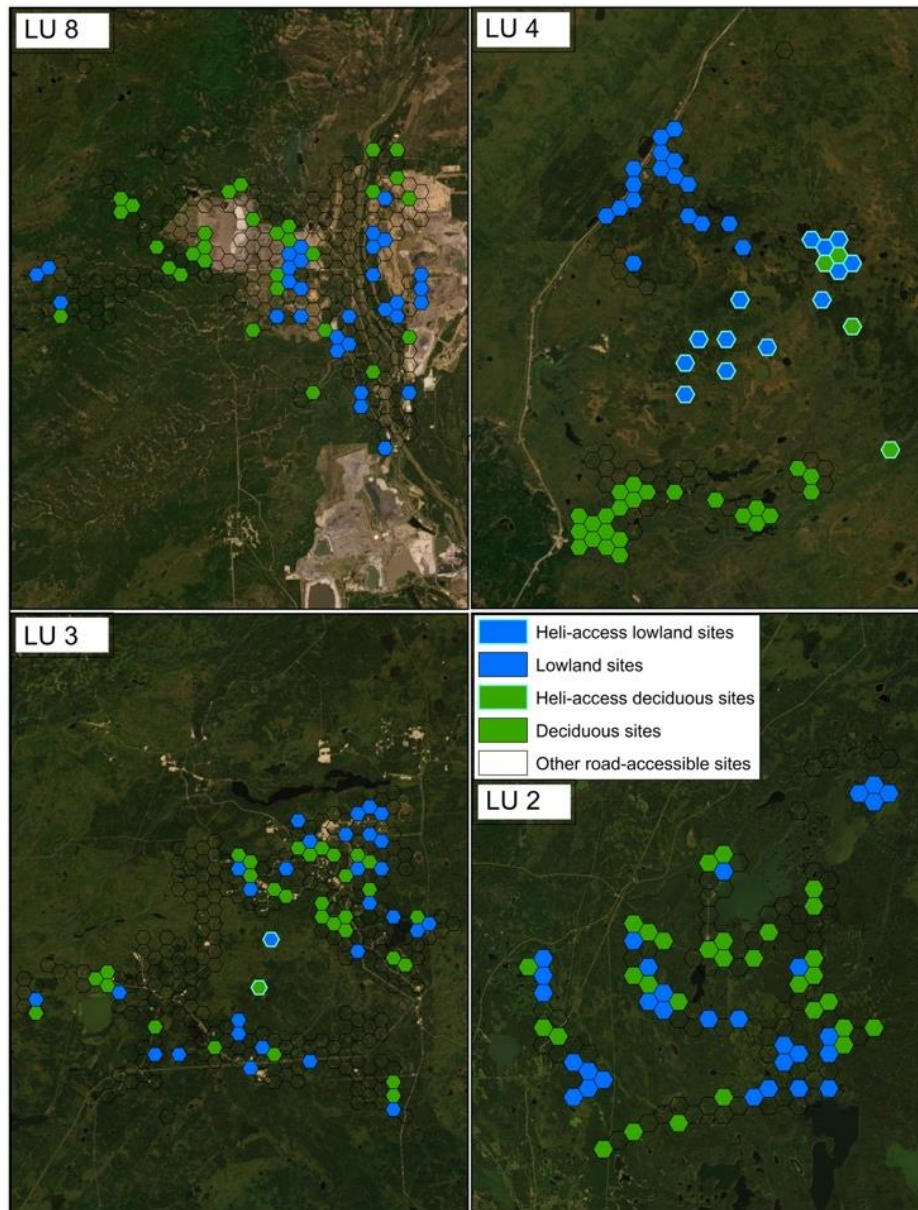 LU 8
LU 4
LU 3
Heli-access lowland sites
Lowland sites
Heli-access deciduous sites
Deciduous sites
Other road-accessible sites
LU 2